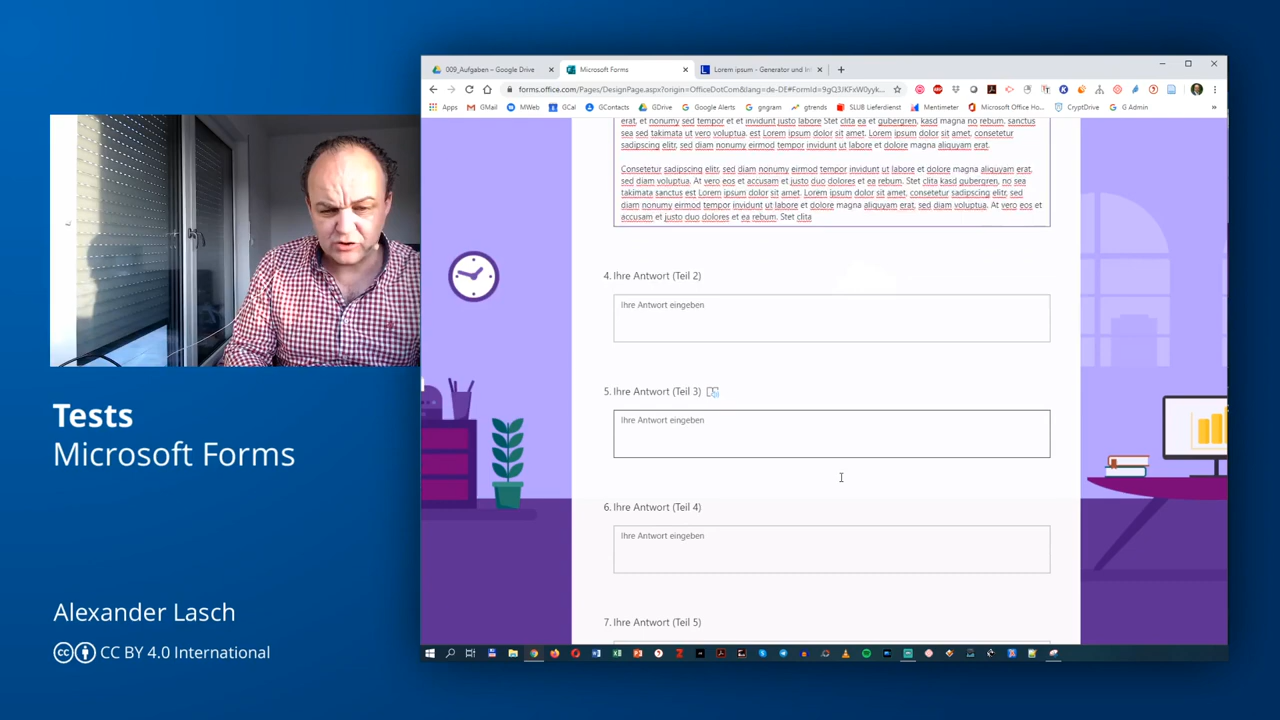 009_Aufgaben – Google Drive
Microsoft Forms
Lorem ipsum - Generator und In
forms.office.com/Pages/DesignPage.aspx?origin=OfficeDotCom&lang=de-DE#FormId=9gQ3JKFxW0yyk...
Apps
GMail
MWeb
GCal
GContacts
GDrive
Google Alerts
gngram
gtrends
SLUB Lieferdienst
Mentimeter
Microsoft Office Ho...
CryptDrive
G Admin
»
erat, et nonumy sed tempor et et invidunt justo labore Stet clita ea et gubergren, kasd magna no rebum. sanctus
sea sed takimata ut vero voluptua. est Lorem ipsum dolor sit amet. Lorem ipsum dolor sit amet, consetetur
sadipscing elitr, sed diam nonumy eirmod tempor invidunt ut labore et dolore magna aliquyam erat.
Consetetur sadipscing elitr, sed diam nonumy eirmod tempor invidunt ut labore et dolore magna aliquyam erat,
sed diam voluptua. At vero eos et accusam et justo duo dolores et ea rebum. Stet clita kasd gubergren, no sea
takimata sanctus est Lorem ipsum dolor sit amet. Lorem ipsum dolor sit amet, consetetur sadipscing elitr, sed
diam nonumy eirmod tempor invidunt ut labore et dolore magna aliquyam erat, sed diam voluptua. At vero eos et
accusam et justo duo dolores et ea rebum. Stet clita
4. Ihre Antwort (Teil 2)
Ihre Antwort eingeben
5. Ihre Antwort (Teil 3)
Ihre Antwort eingeben
6. Ihre Antwort (Teil 4)
Ihre Antwort eingeben
7. Ihre Antwort (Teil 5)
Tests
Microsoft Forms
Alexander Lasch
CC BY 4.0 International